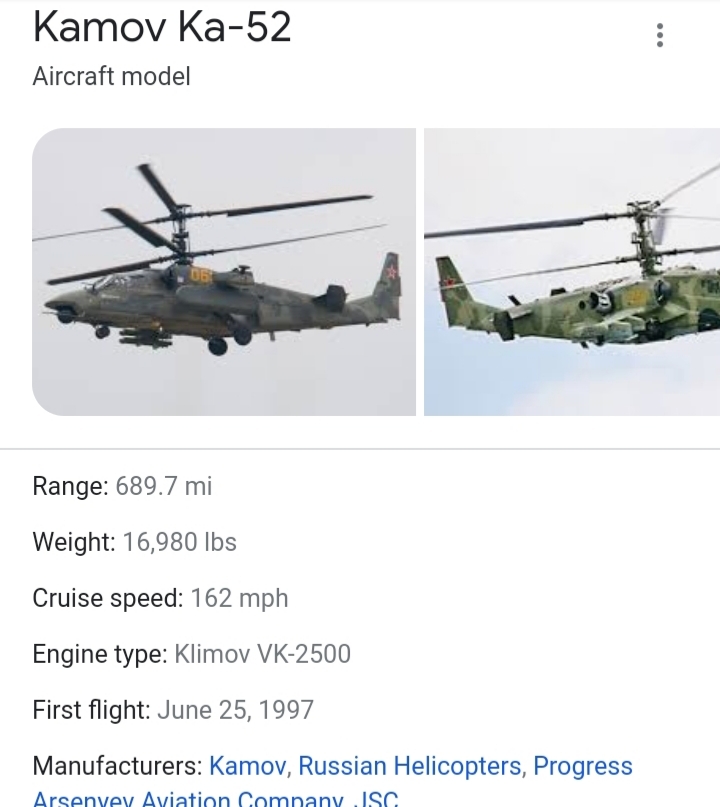 Kamov Ka-52
Aircraft model
06
Range: 689.7 mi
Weight: 16,980 lbs
Cruise speed: 162 mph
Engine type: Klimov VK-2500
First flight: June 25, 1997
Manufacturers: Kamov, Russian Helicopters, Progress
Arsenyev Aviation Company, JSC